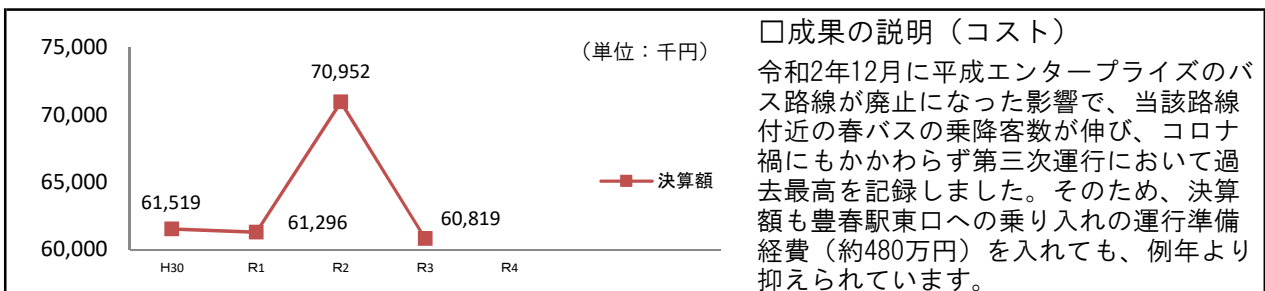 75,000
70,000
65,000
60,000
（単位：千円）
61,519
61,296
70,952
60,819
H30
R1
R2
R3
R4
決算額
□成果の説明（コスト）
令和2年12月に平成エンタープライズのバ
ス路線が廃止になった影響で、当該路線
付近の春バスの乗降客数が伸び、コロナ
禍にもかかわらず第三次運行において過
去最高を記録しました。そのため、決算
額も豊春駅東口への乗り入れの運行準備
経費（約480万円）を入れても、例年より
抑えられています。